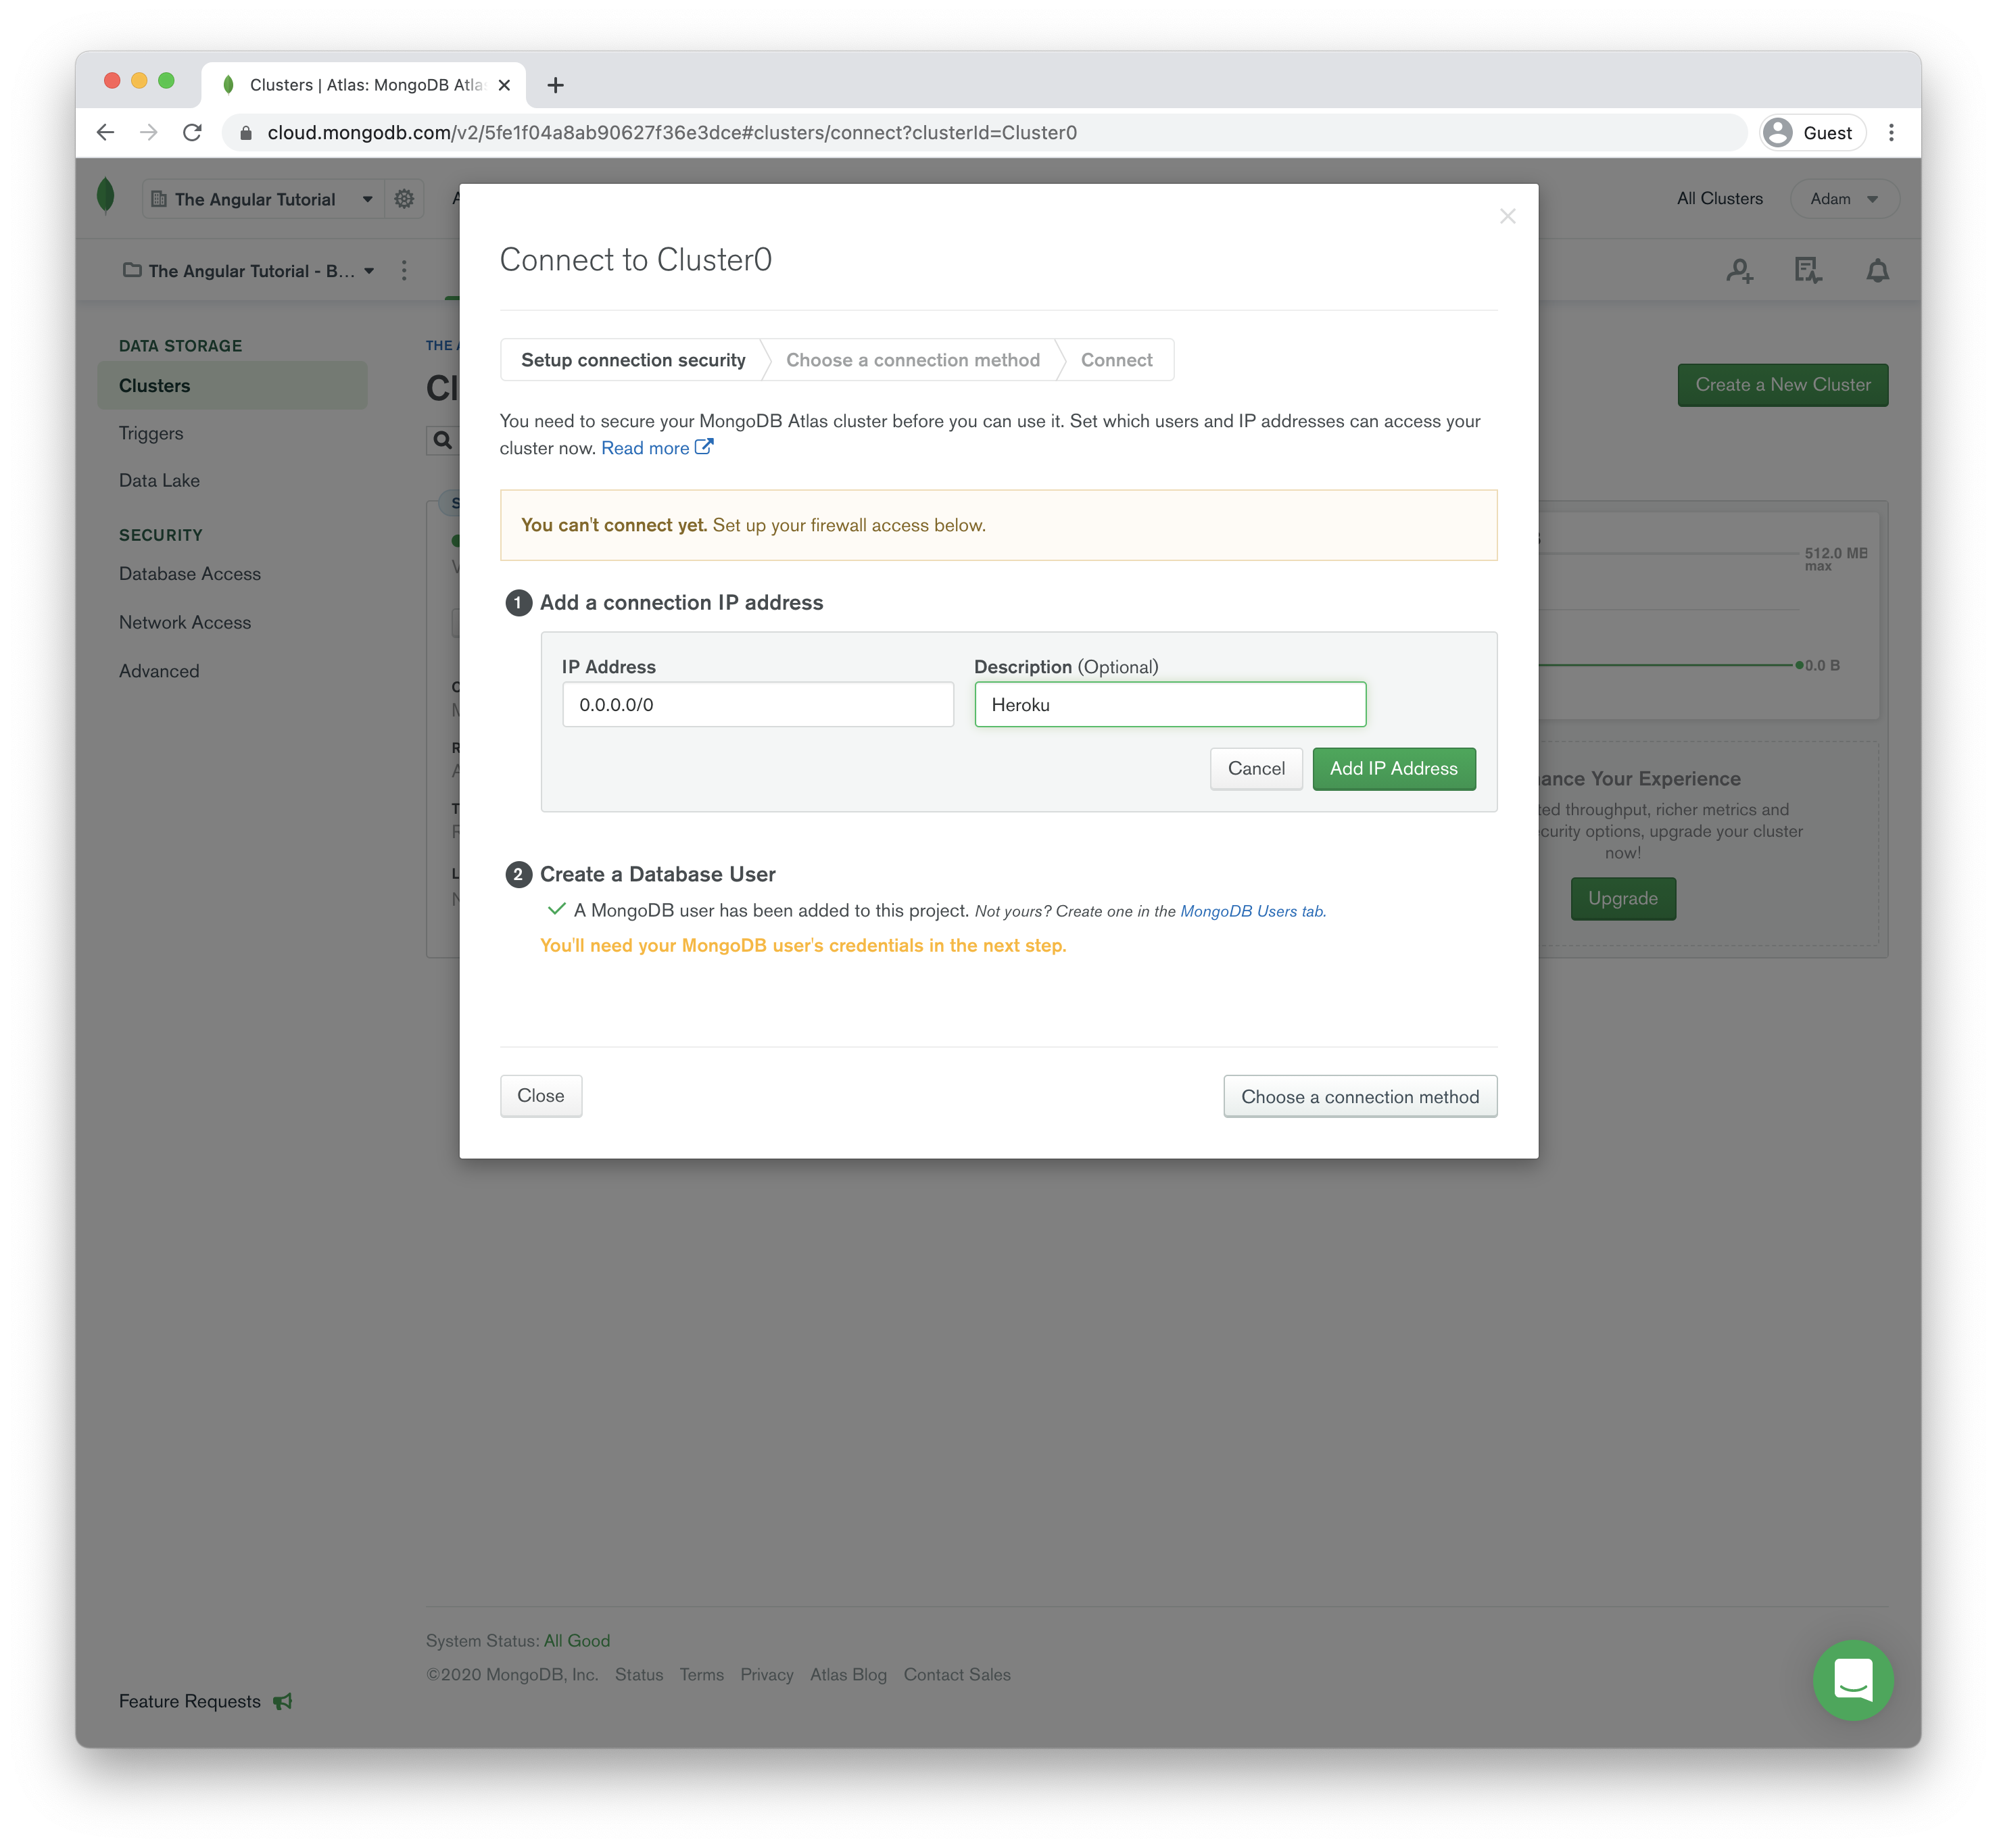 Clusters | Atlas: MongoDB Atla
cloud.mongodb.com/v2/5fe1f04a8ab90627f36e3dce#clusters/connect?clusterId=Cluster0
Guest
The Angular Tutorial
All Clusters
Adam
The Angular Tutorial - B...
DATA STORAGE
Clusters
Triggers
Data Lake
SECURITY
Database Access
Network Access
Advanced
Feature Requests
THE
Create a New Cluster
Connect to Cluster0
Setup connection security
Choose a connection method
Connect
You need to secure your MongoDB Atlas cluster before you can use it. Set which users and IP addresses can access your
cluster now. Read more
You can't connect yet. Set up your firewall access below.
1 Add a connection IP address
IP Address
Description (Optional)
0.0.0.0/0
Heroku
Cancel
Add IP Address
2 Create a Database User
A MongoDB user has been added to this project. Not yours? Create one in the MongoDB Users tab.
You'll need your MongoDB user's credentials in the next step.
Close
Choose a connection method
512.0 MB
max
0.0 B
ance Your Experience
ted throughput, richer metrics and
curity options, upgrade your cluster
now!
Upgrade
System Status: All Good
©2020 MongoDB, Inc. Status Terms Privacy Atlas Blog Contact Sales